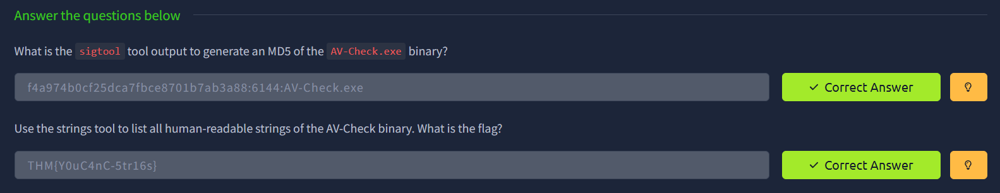 Answer the questions below
What is the sigtool tool output to generate an MD5 of the AV-Check.exe binary?
f4a974b0cf25dca7fbce8701b7ab3a88:6144:AV-Check.exe
Correct Answer
Use the strings tool to list all human-readable strings of the AV-Check binary. What is the flag?
THM{Y0uC4nC-5tr16s}
Correct Answer